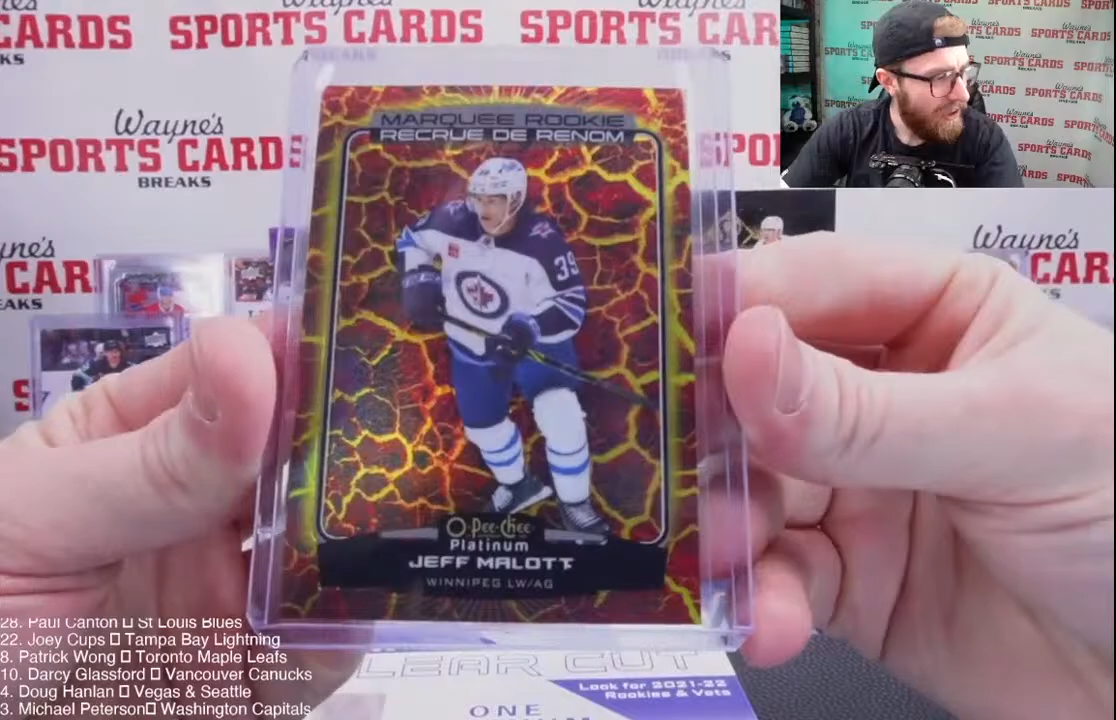 SPORTS CARDS
SPORTS CARDS
Wayne's
SPORTS CARDS
BREAKS
Wayne's
MARQUEE ROOKIE
RECRUE DE RENOM
39
O-Pee-Chee
Platinum
JEFF MALOTT
WINNIPEG LW/AG
28. Paul Canton St Louis Blues
22. Joey Cups Tampa Bay Lightning
8. Patrick Wong Toronto Maple Leafs
10. Darcy Glassford Vancouver Canucks
4. Doug Hanlan Vegas & Seattle
3. Michael Peterson Washington Capitals
LEAR CUT
Look for 2021-22
Rookies & Vets
ONE